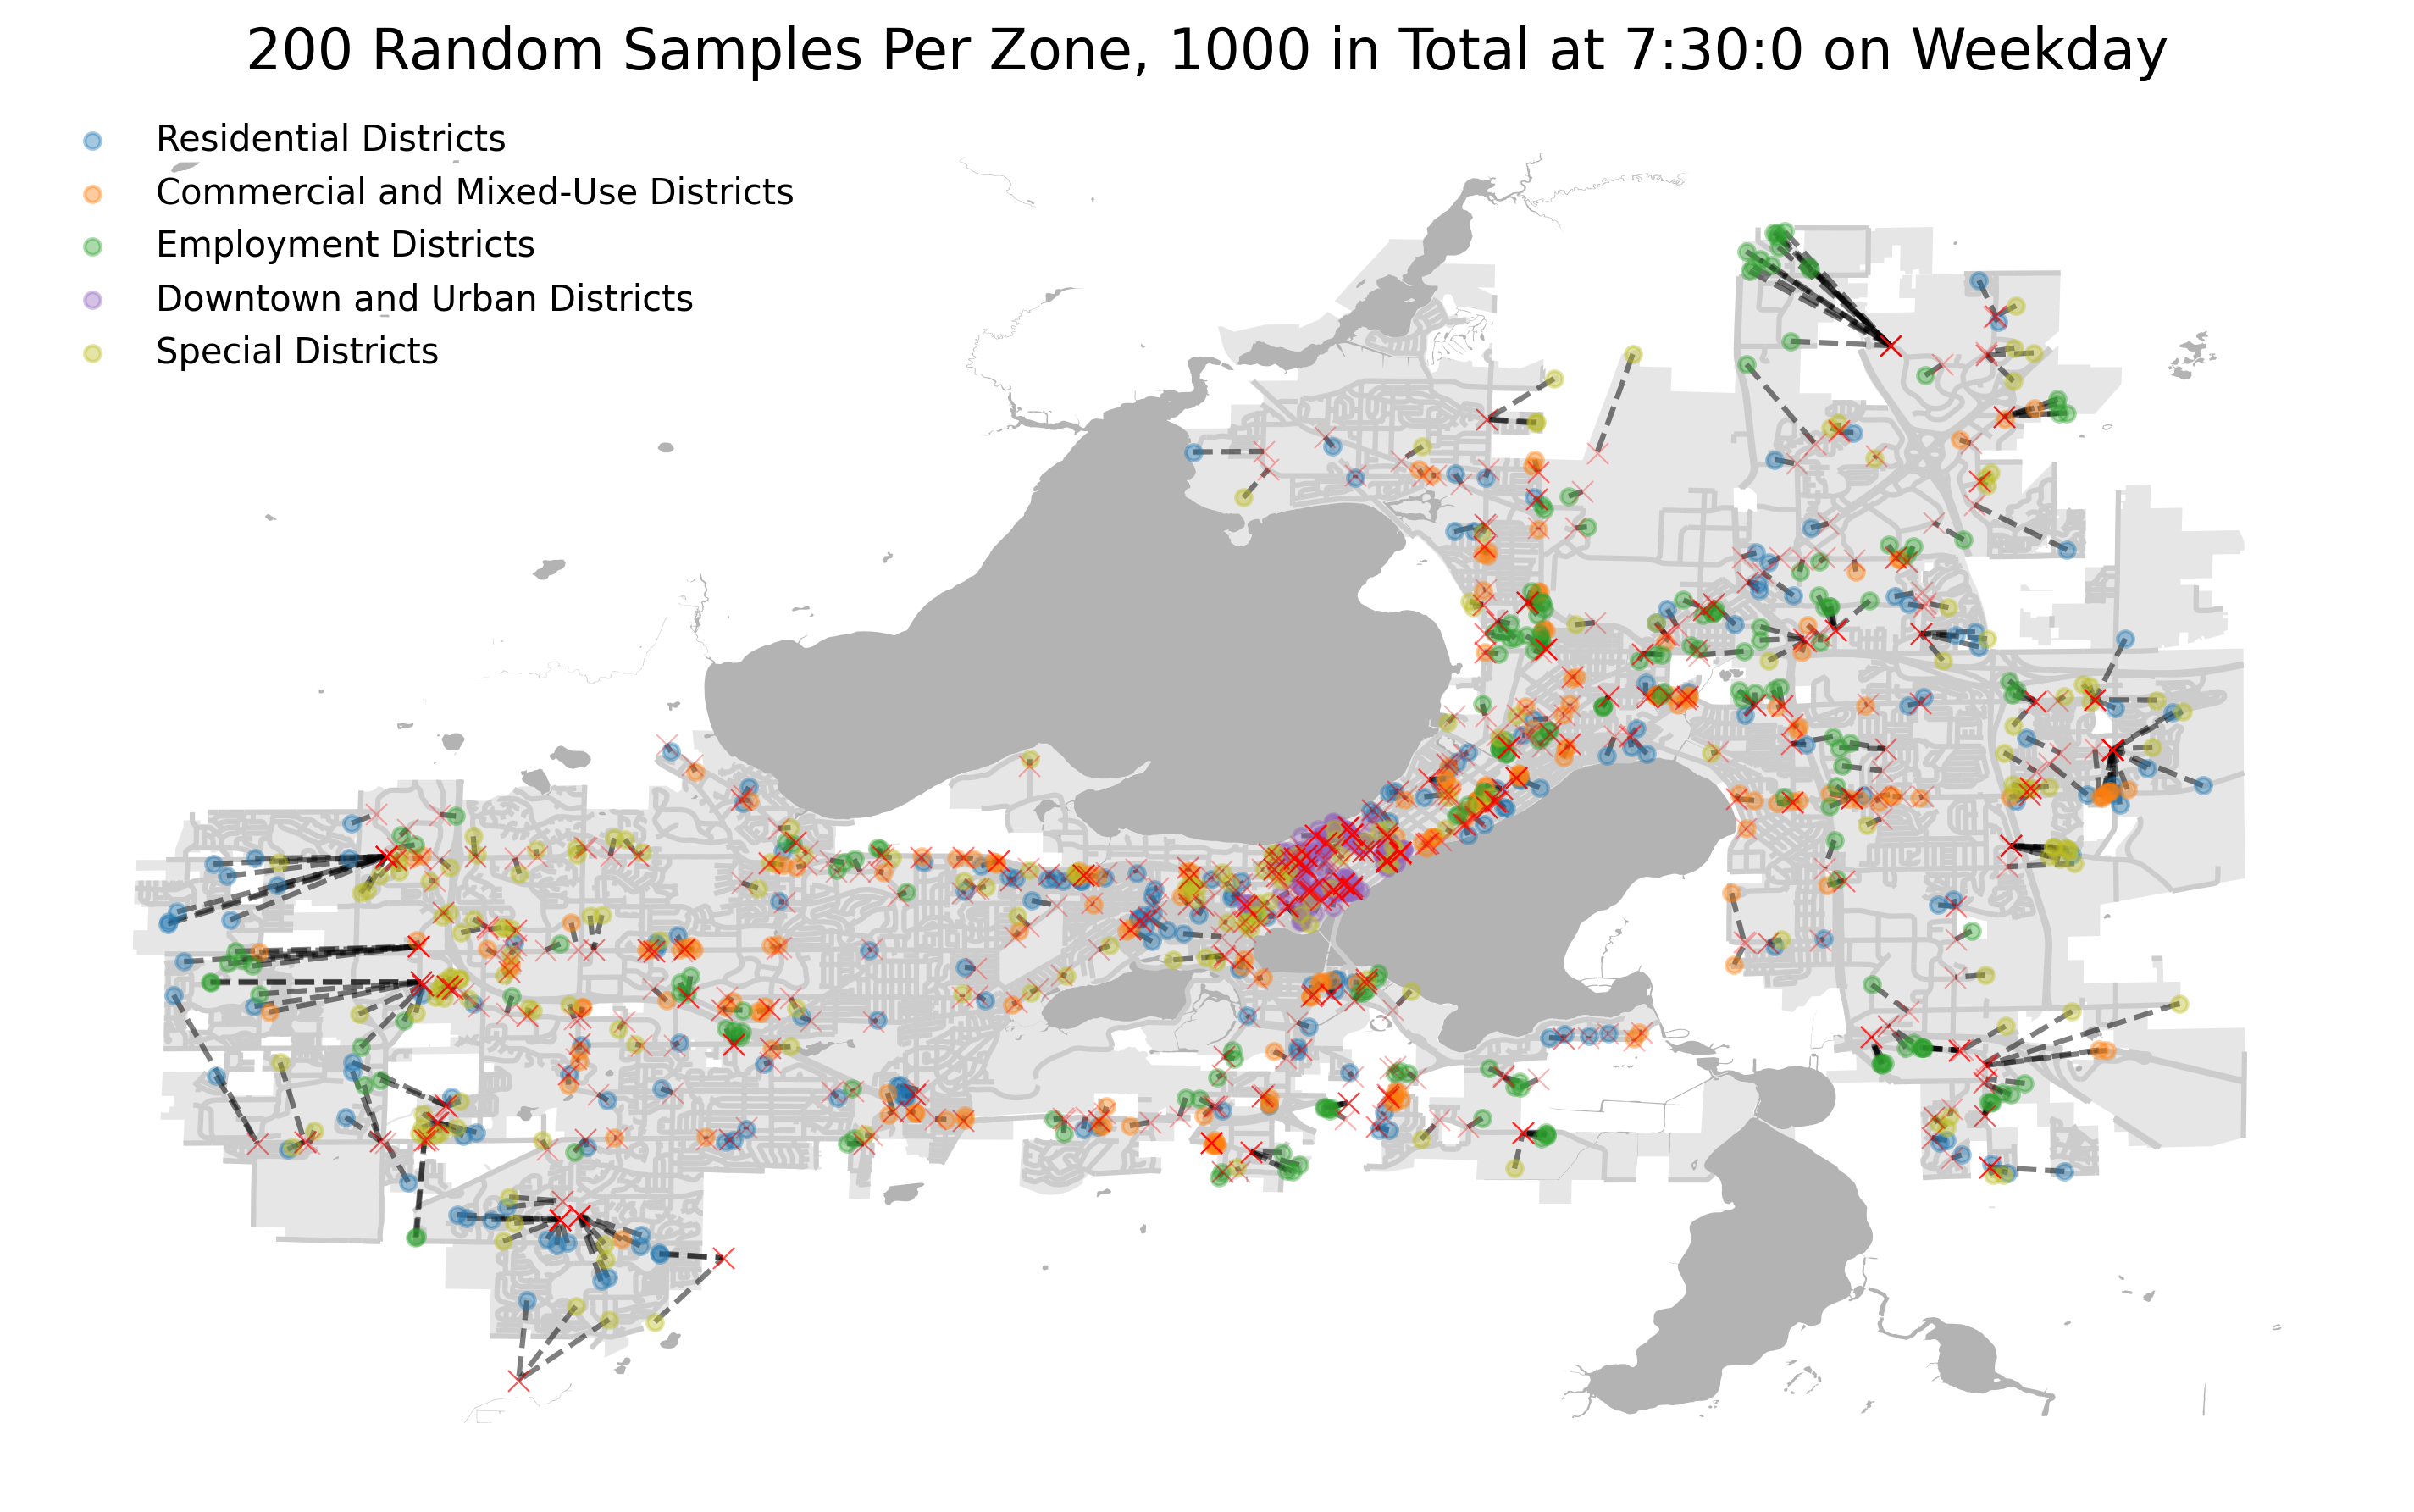 200 Random Samples Per Zone, 1000 in Total at 7:30:0 on Weekday
Residential Districts
Commercial and Mixed-Use Districts
Employment Districts
Downtown and Urban Districts
Special Districts